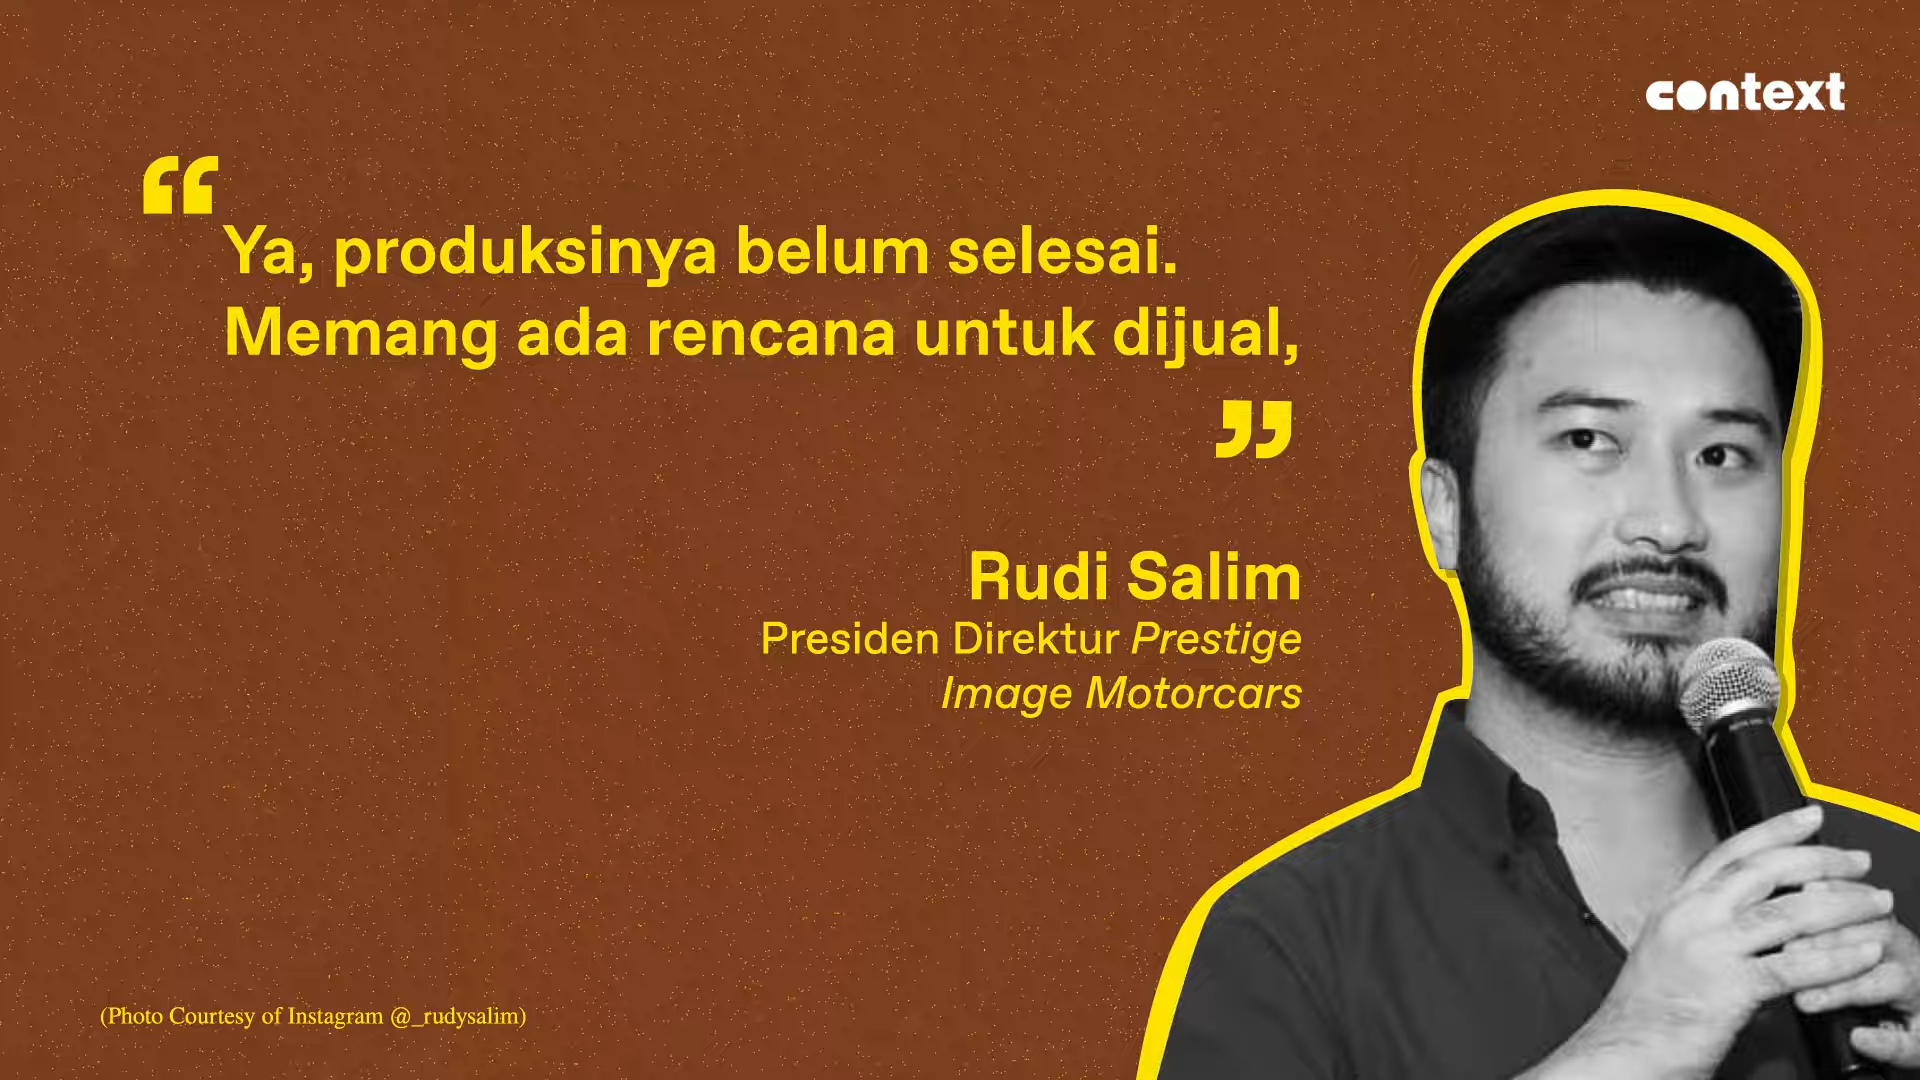 context
“Ya, produksinya belum selesai.
Memang ada rencana untuk dijual,
”
Rudi Salim
Presiden Direktur Prestige
Image Motorcars
(Photo Courtesy of Instagram @_rudysalim)